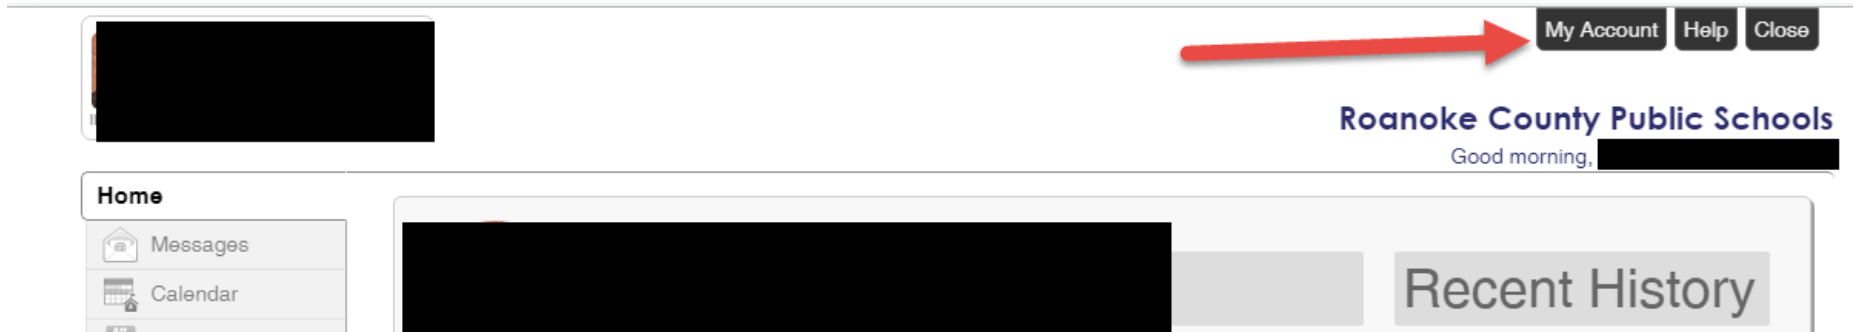 My Account Help Close
Roanoke County Public Schools
Good morning,
Home
Messages
Calendar
Recent History